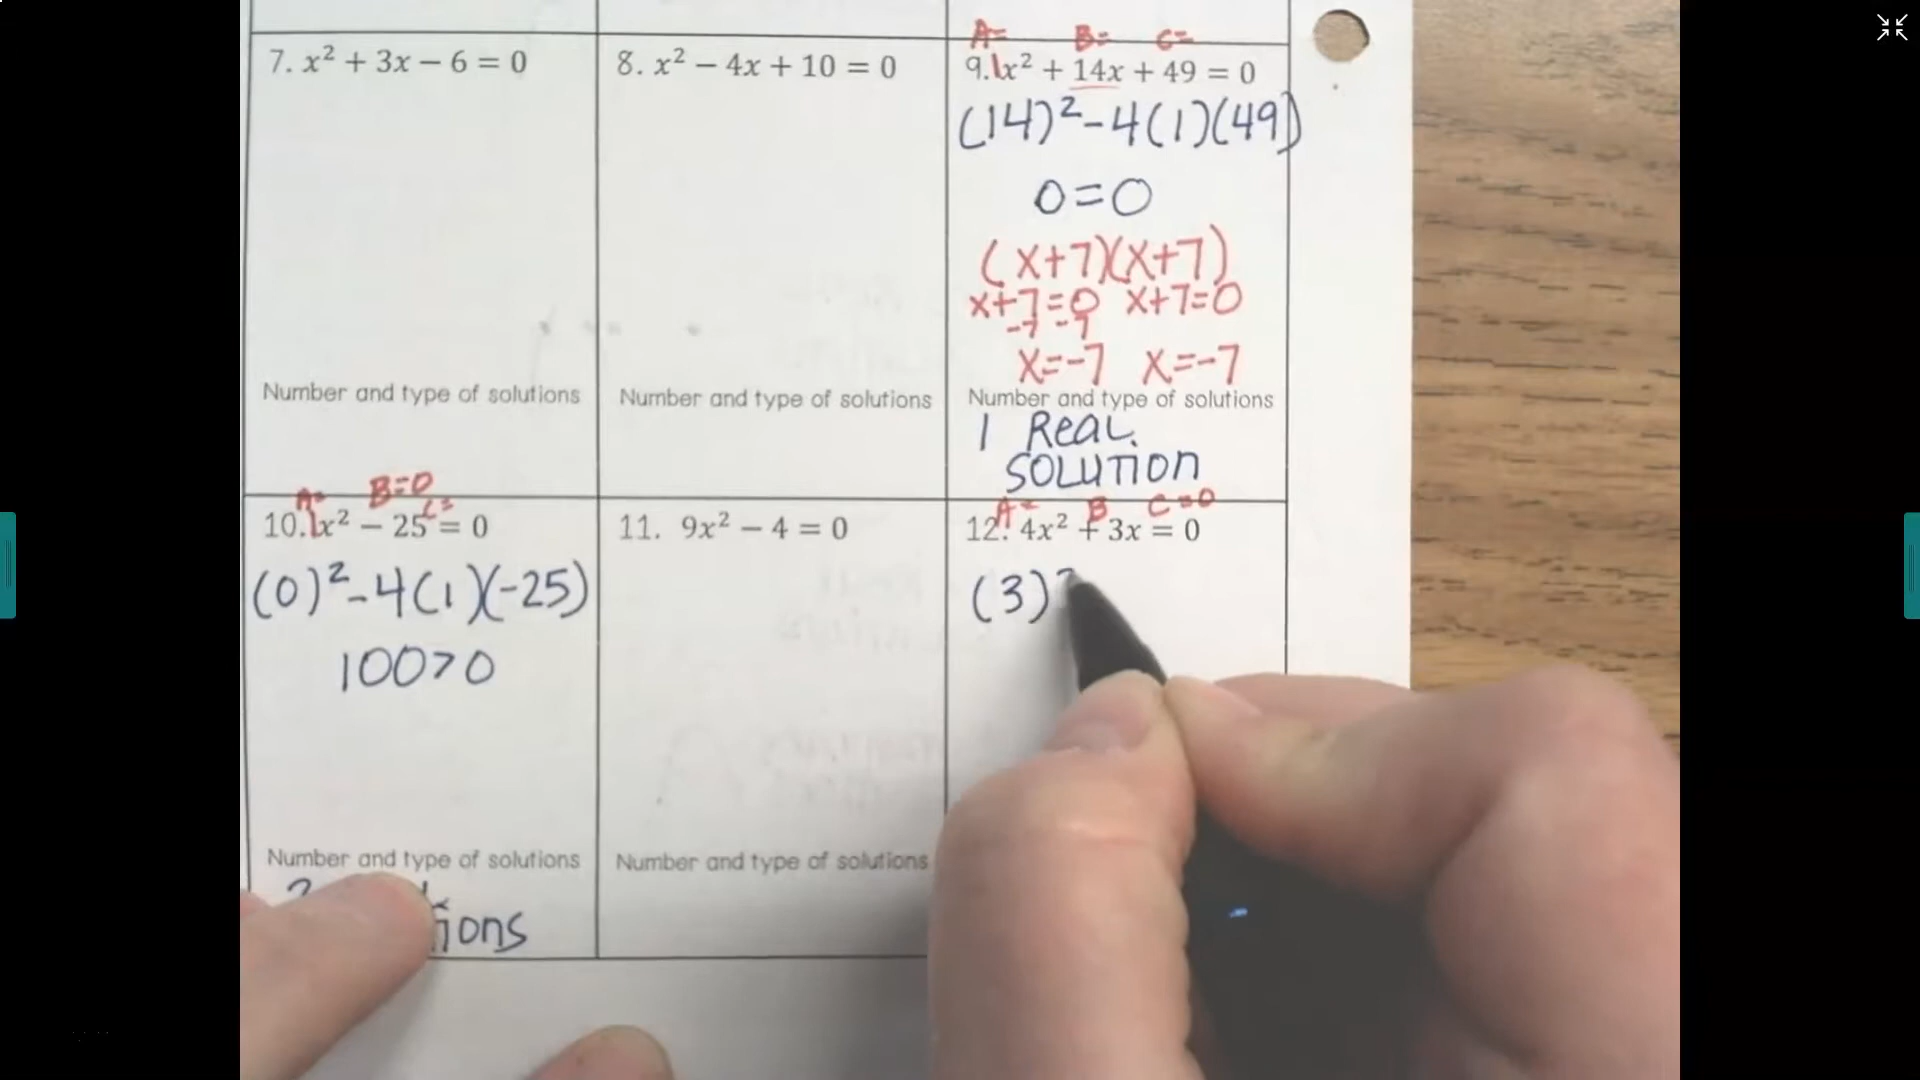 7. x² + 3x − 6 = 0
Number and type of solutions
8. x² − 4x + 10 = 0
Number and type of solutions
A= B= C=
9. 1x² + 14x + 49 = 0
(14)² - 4(1)(49)
0 = 0
(x+7)(x+7)
x+7=0 x+7=0
-7 -7
x=-7 x=-7
Number and type of solutions
1 Real
SOLUTION
A= B=0 C=
10. 1x² − 25 = 0
(0)² - 4(1)(-25)
100>0
Number and type of solutions
11. 9x² − 4 = 0
Number and type of solutions
A= B C=0
12. 4x² + 3x = 0
(3)²